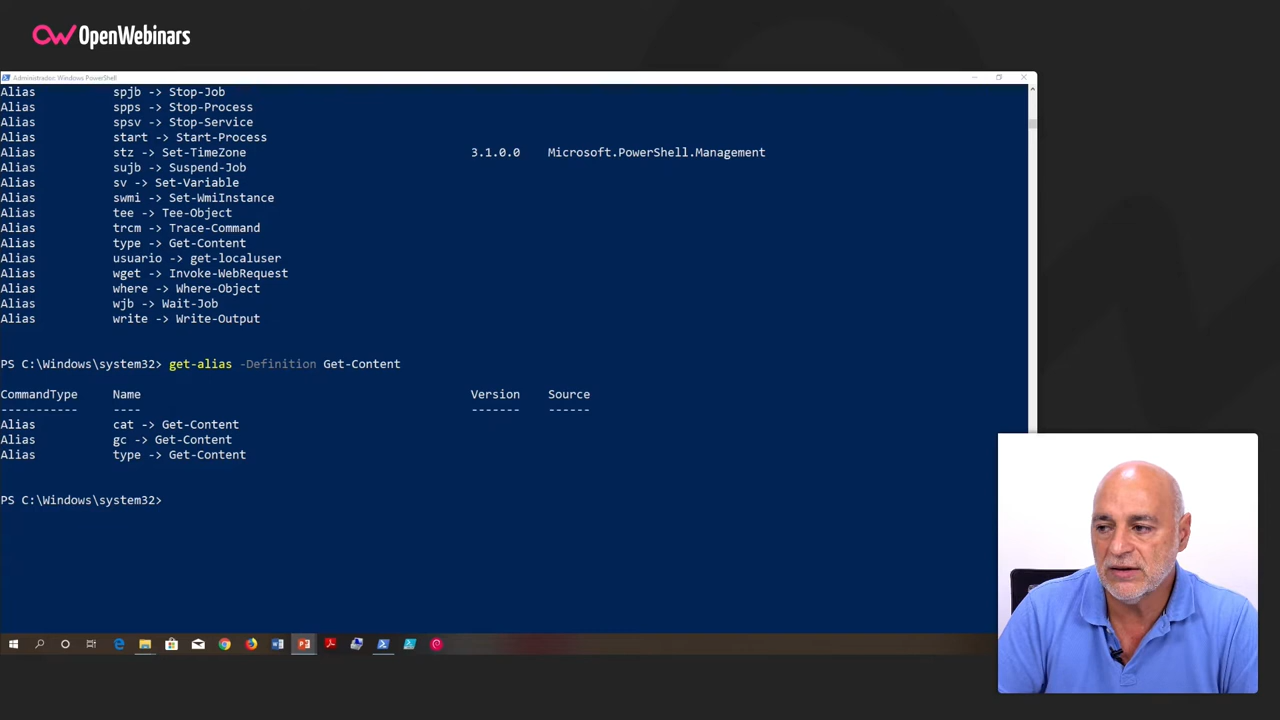 OpenWebinars
Administrador: Windows PowerShell
Alias spjb -> Stop-Job
Alias spps -> Stop-Process
Alias spsv -> Stop-Service
Alias start -> Start-Process
Alias stz -> Set-TimeZone 3.1.0.0 Microsoft.PowerShell.Management
Alias sujb -> Suspend-Job
Alias sv -> Set-Variable
Alias swmi -> Set-WmiInstance
Alias tee -> Tee-Object
Alias trcm -> Trace-Command
Alias type -> Get-Content
Alias usuario -> get-localuser
Alias wget -> Invoke-WebRequest
Alias where -> Where-Object
Alias wjb -> Wait-Job
Alias write -> Write-Output
PS C:\Windows\system32> get-alias -Definition Get-Content
CommandType Name Version Source
----------- ---- ------- ------
Alias cat -> Get-Content
Alias gc -> Get-Content
Alias type -> Get-Content
PS C:\Windows\system32>